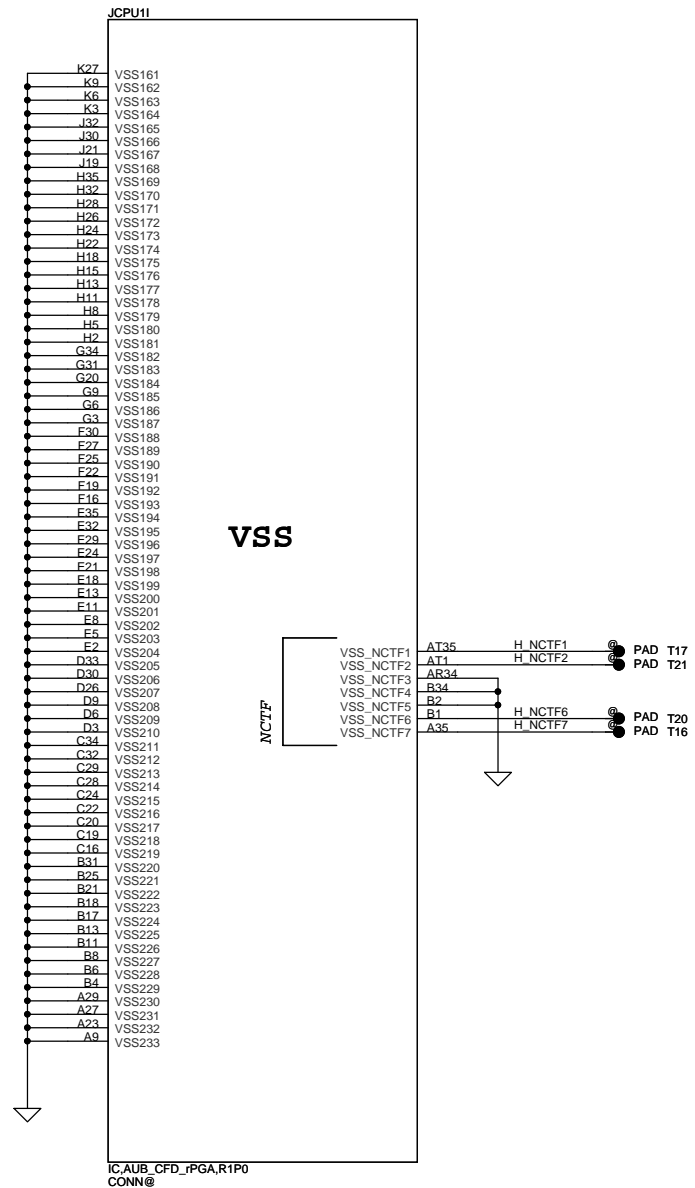 JCPU1I
K27 VSS161
K9 VSS162
K6 VSS163
K3 VSS164
J32 VSS165
J30 VSS166
J21 VSS167
J19 VSS168
H35 VSS169
H32 VSS170
H28 VSS171
H26 VSS172
H24 VSS173
H22 VSS174
H18 VSS175
H15 VSS176
H13 VSS177
H11 VSS178
H8 VSS179
H5 VSS180
H2 VSS181
G34 VSS182
G31 VSS183
G20 VSS184
G9 VSS185
G6 VSS186
G3 VSS187
F30 VSS188
F27 VSS189
F25 VSS190
F22 VSS191
F19 VSS192
F16 VSS193
E35 VSS194
E32 VSS195
E29 VSS196
E24 VSS197
E21 VSS198
E18 VSS199
E13 VSS200
E11 VSS201
E8 VSS202
E5 VSS203
E2 VSS204
D33 VSS205
D30 VSS206
D26 VSS207
D9 VSS208
D6 VSS209
D3 VSS210
C34 VSS211
C32 VSS212
C29 VSS213
C28 VSS214
C24 VSS215
C22 VSS216
C20 VSS217
C19 VSS218
C16 VSS219
B31 VSS220
B25 VSS221
B21 VSS222
B18 VSS223
B17 VSS224
B13 VSS225
B11 VSS226
B8 VSS227
B6 VSS228
B4 VSS229
A29 VSS230
A27 VSS231
A23 VSS232
A9 VSS233
VSS
NCTF
VSS_NCTF1 AT35 H_NCTF1 @ PAD T17
VSS_NCTF2 AT1 H_NCTF2 PAD T21
VSS_NCTF3 AR34
VSS_NCTF4 B34
VSS_NCTF5 B2
VSS_NCTF6 B1 H_NCTF6 @ PAD T20
VSS_NCTF7 A35 H_NCTF7 @ PAD T16
IC,AUB_CFD_rPGA,R1P0
CONN@